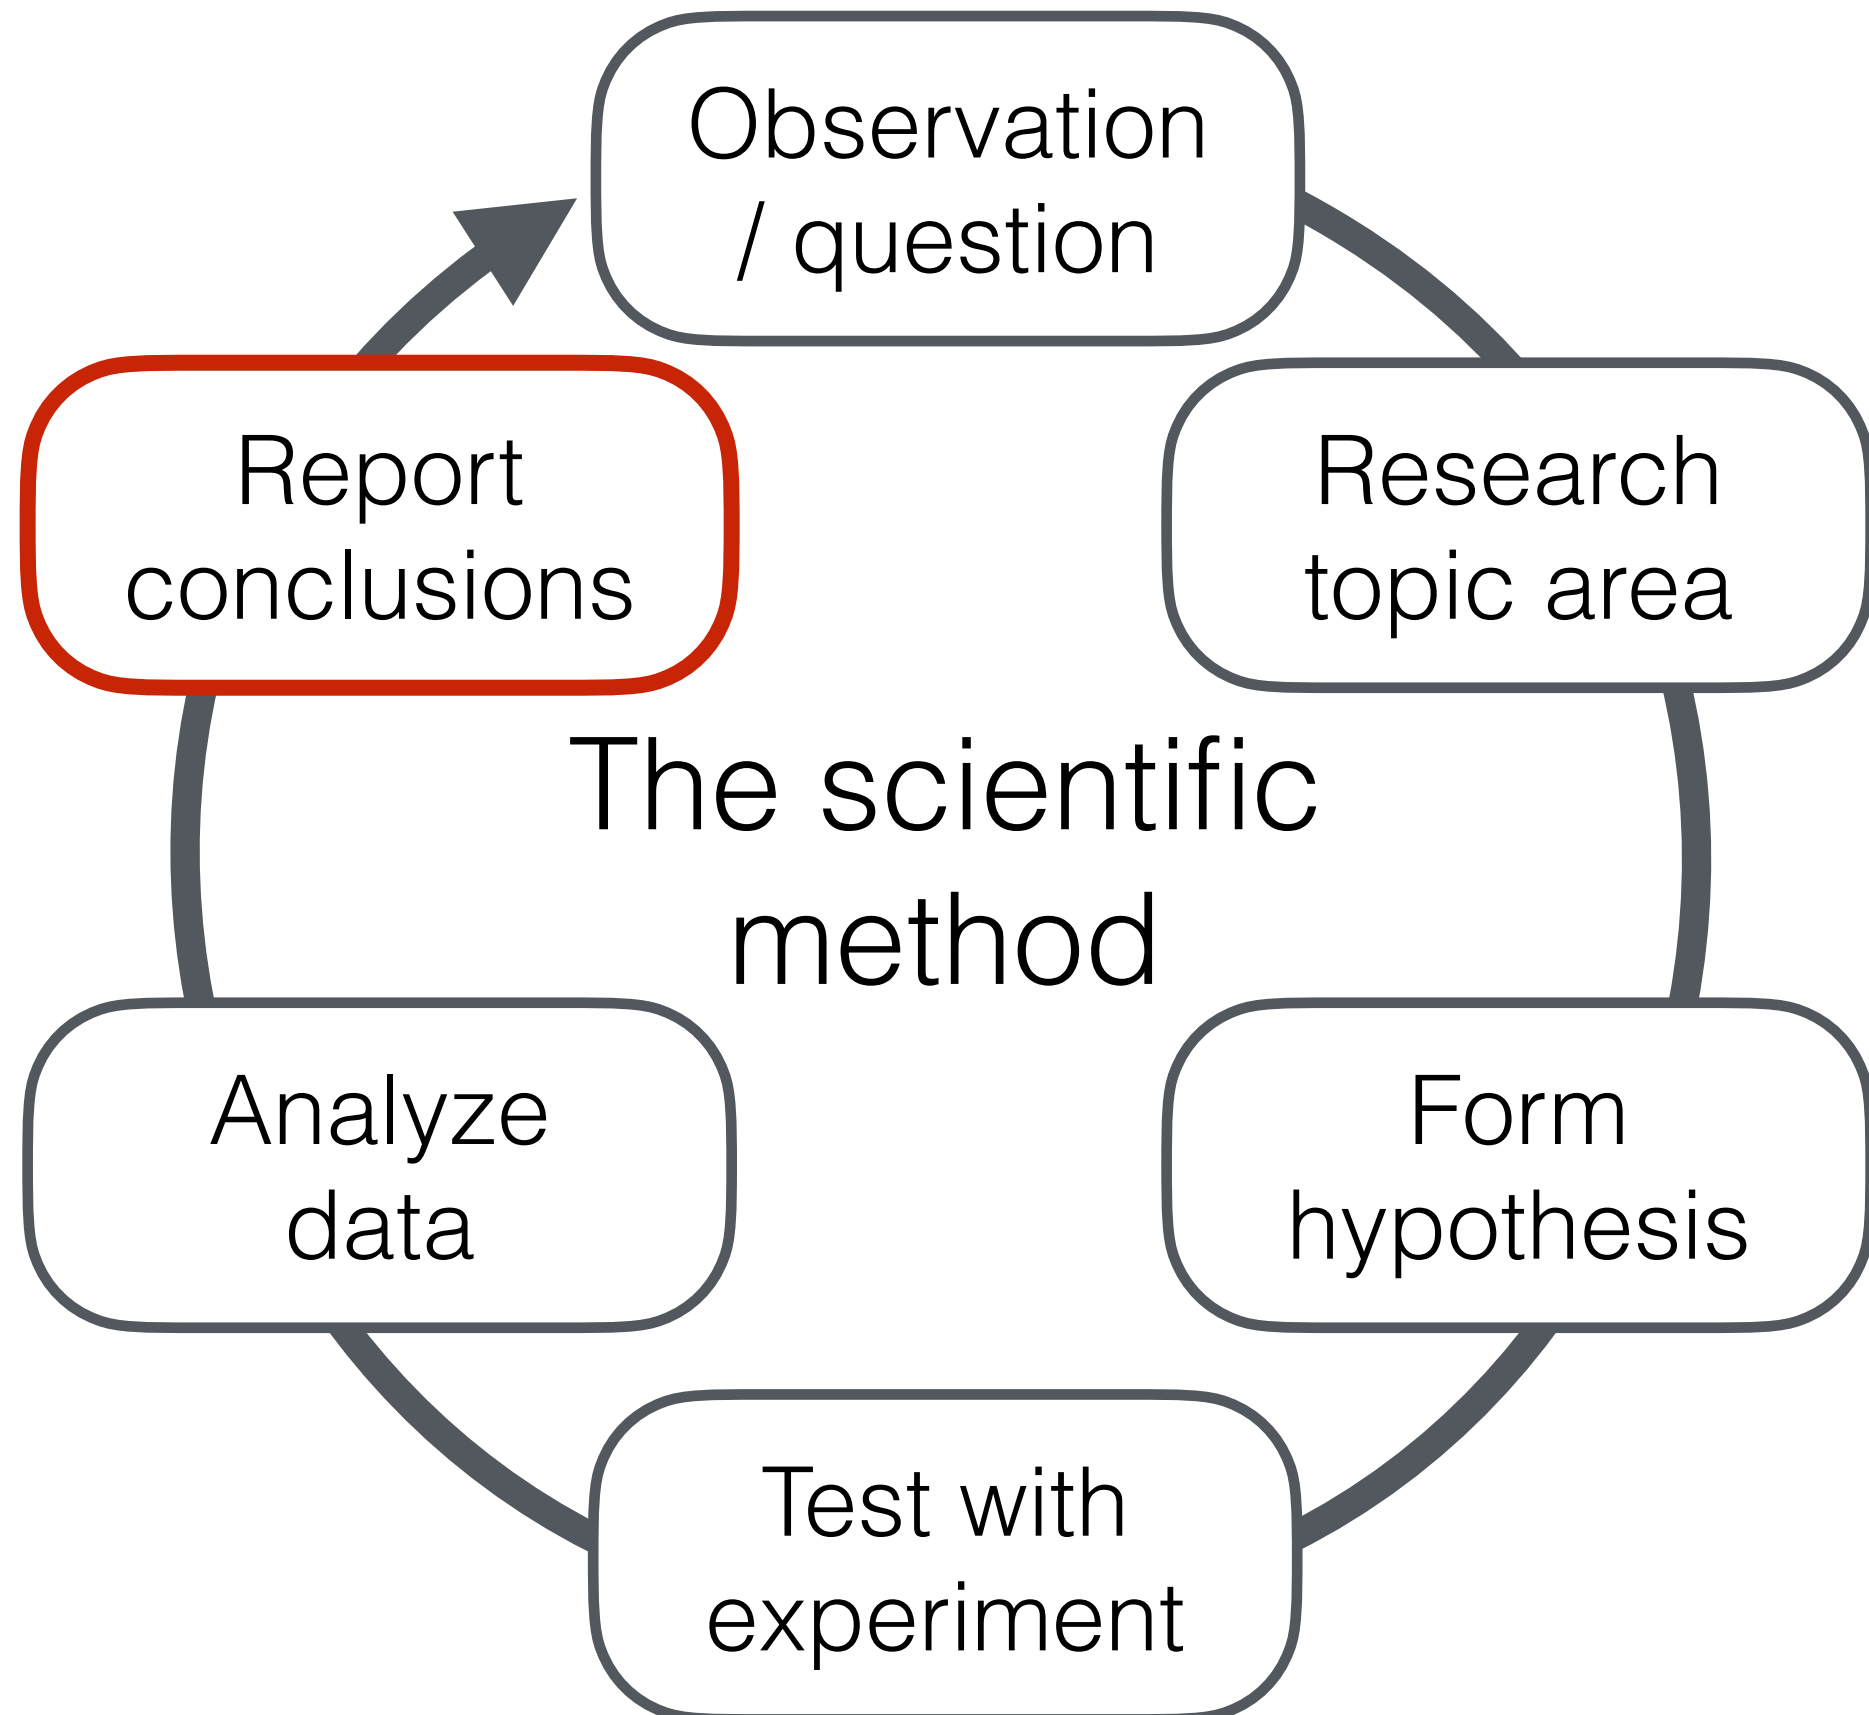 Observation
/ question
Research
topic area
Form
hypothesis
Test with
experiment
Analyze
data
Report
conclusions
The scientific
method